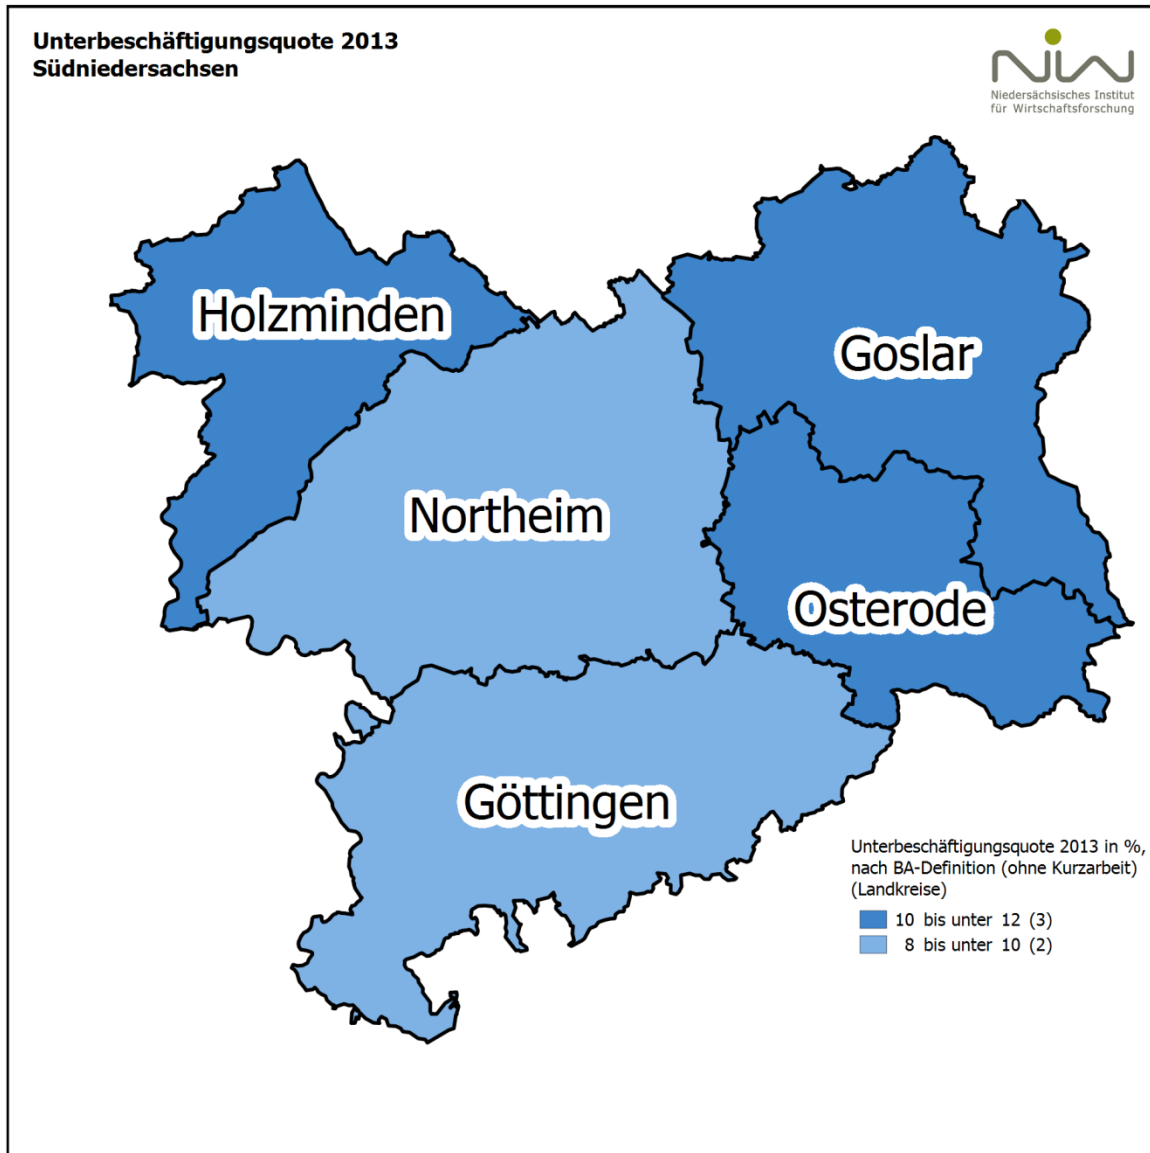 Unterbeschäftigungsquote 2013
Südniedersachsen
NIW
Niedersächsisches Institut
für Wirtschaftsforschung
Holzminden
Goslar
Northeim
Osterode
Göttingen
Unterbeschäftigungsquote 2013 in %,
nach BA-Definition (ohne Kurzarbeit)
(Landkreise)
10 bis unter 12 (3)
8 bis unter 10 (2)